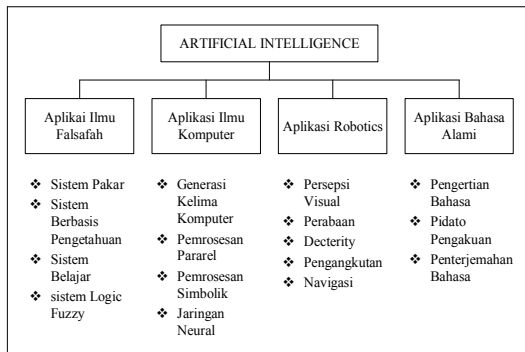 ARTIFICIAL INTELLIGENCE
Aplikai Ilmu
Falsafah
Aplikasi Ilmu
Komputer
Aplikasi Robotics
Aplikasi Bahasa
Alami
❖ Sistem Pakar
❖ Sistem
Berbasis
Pengetahuan
❖ Sistem
Belajar
❖ sistem Logic
Fuzzy
❖ Generasi
Kelima
Komputer
❖ Pemrosesan
Pararel
❖ Pemrosesan
Simbolik
❖ Jaringan
Neural
❖ Persepsi
Visual
❖ Perabaan
❖ Decterity
❖ Pengangkutan
❖ Navigasi
❖ Pengertian
Bahasa
❖ Pidato
Pengakuan
❖ Penterjemahan
Bahasa